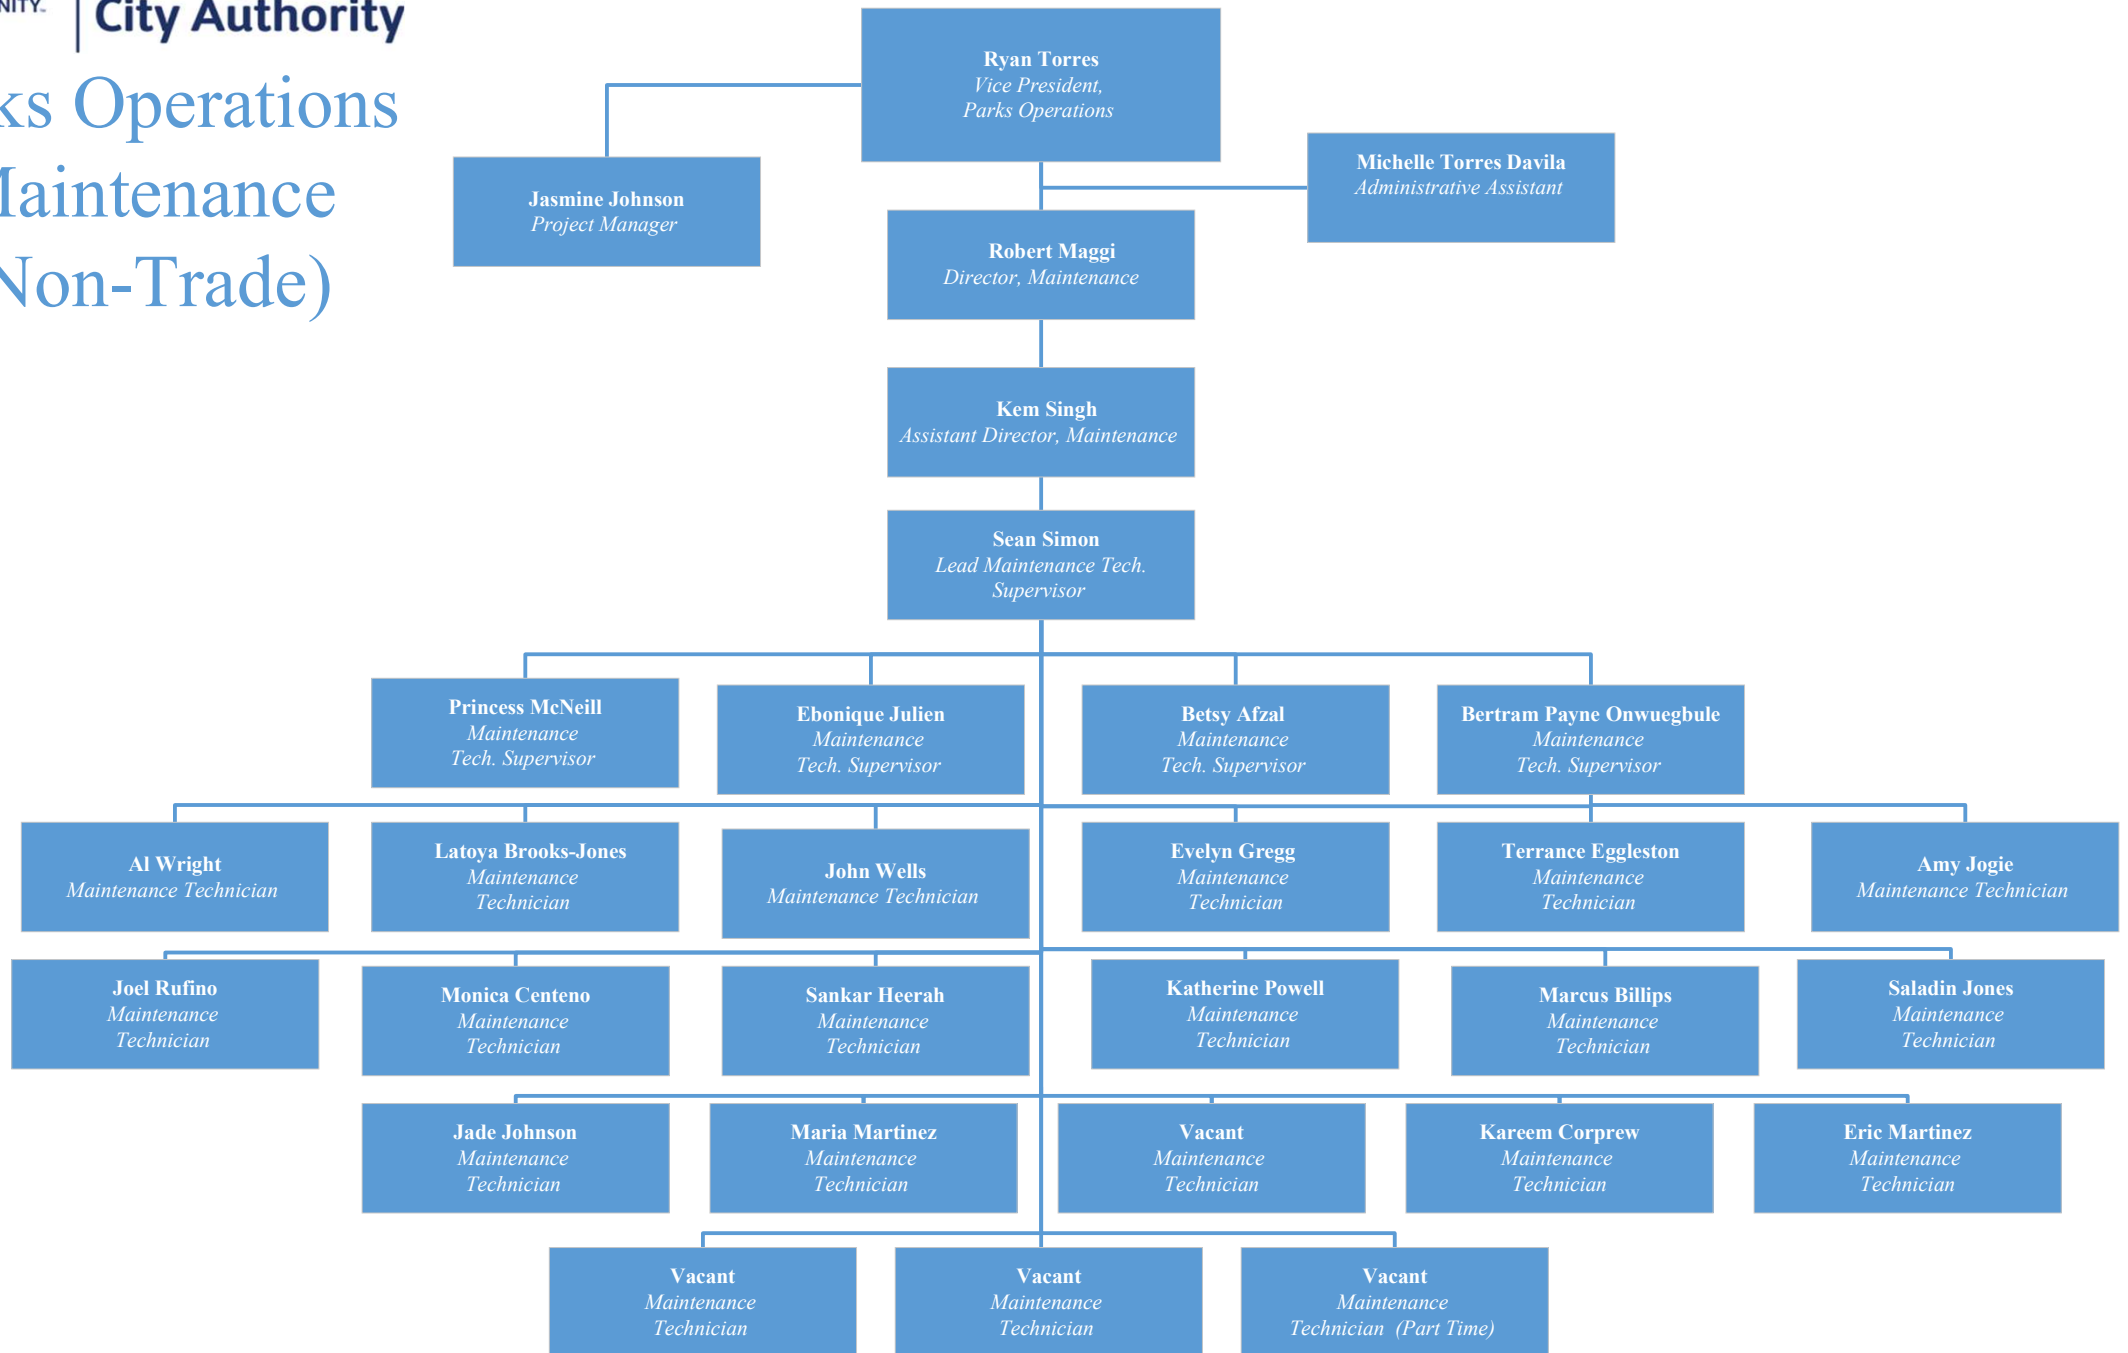 City Authority
Operations
Maintenance
Non-Trade)
Ryan Torres
Vice President,
Parks Operations
Michelle Torres Davila
Administrative Assistant
Jasmine Johnson
Project Manager
Robert Maggi
Director, Maintenance
Kem Singh
Assistant Director, Maintenance
Sean Simon
Lead Maintenance Tech.
Supervisor
Princess McNeill
Maintenance
Tech. Supervisor
Ebonique Julien
Maintenance
Tech. Supervisor
Betsy Afzal
Maintenance
Tech. Supervisor
Bertram Payne Onwuegbule
Maintenance
Tech. Supervisor
Al Wright
Maintenance Technician
Latoya Brooks-Jones
Maintenance
Technician
John Wells
Maintenance Technician
Evelyn Gregg
Maintenance
Technician
Terrance Eggleston
Maintenance
Technician
Amy Jogie
Maintenance Technician
Joel Rufino
Maintenance
Technician
Monica Centeno
Maintenance
Technician
Sankar Heerah
Maintenance
Technician
Katherine Powell
Maintenance
Technician
Marcus Billips
Maintenance
Technician
Saladin Jones
Maintenance
Technician
Jade Johnson
Maintenance
Technician
Maria Martinez
Maintenance
Technician
Vacant
Maintenance
Technician
Kareem Corprew
Maintenance
Technician
Eric Martinez
Maintenance
Technician
Vacant
Maintenance
Technician
Vacant
Maintenance
Technician
Vacant
Maintenance
Technician (Part Time)